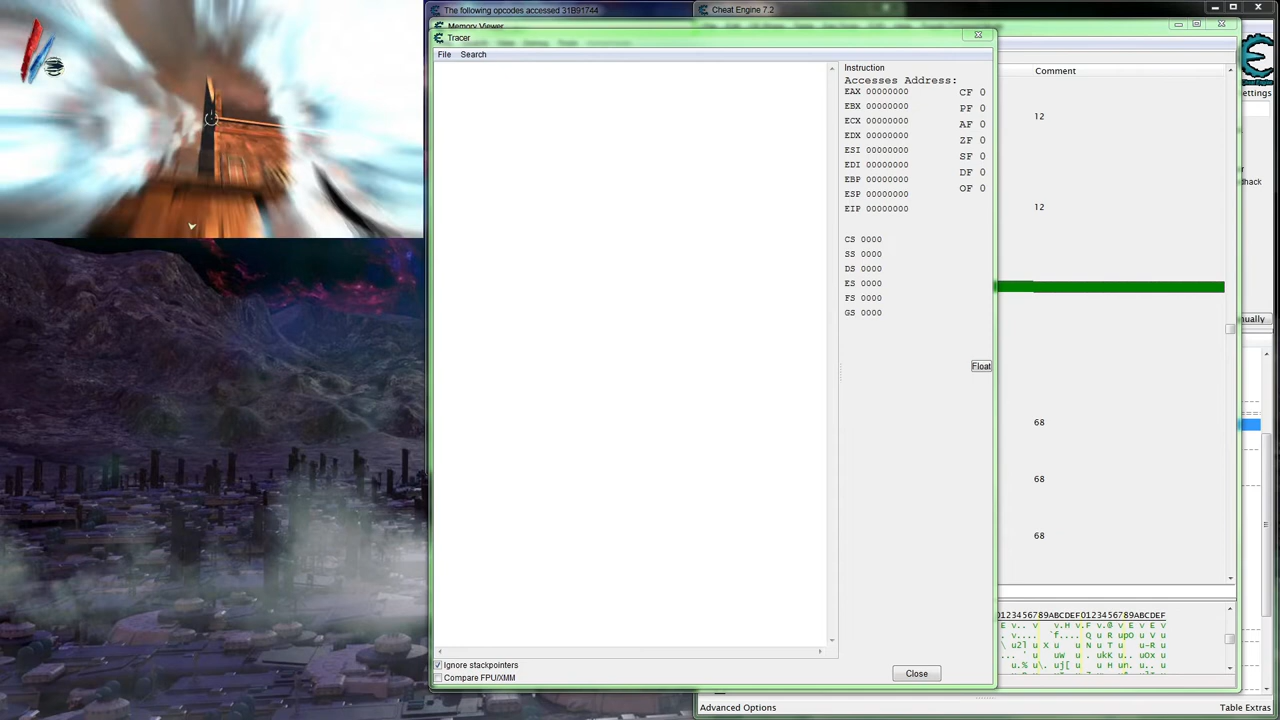 The following opcodes accessed 31B91744
Cheat Engine 7.2
Memory Viewer
Tracer
File Search
Instruction
Accesses Address:
EAX 00000000 CF 0
EBX 00000000 PF 0
ECX 00000000 AF 0
EDX 00000000 ZF 0
ESI 00000000 SF 0
EDI 00000000 DF 0
EBP 00000000 OF 0
ESP 00000000
EIP 00000000
CS 0000
SS 0000
DS 0000
ES 0000
FS 0000
GS 0000
Float
Ignore stackpointers
Compare FPU/XMM
Close
Comment
12
12
68
68
68
0123456789ABCDEF0123456789ABCDEF
ettings
dhack
nually
Advanced Options
Table Extras